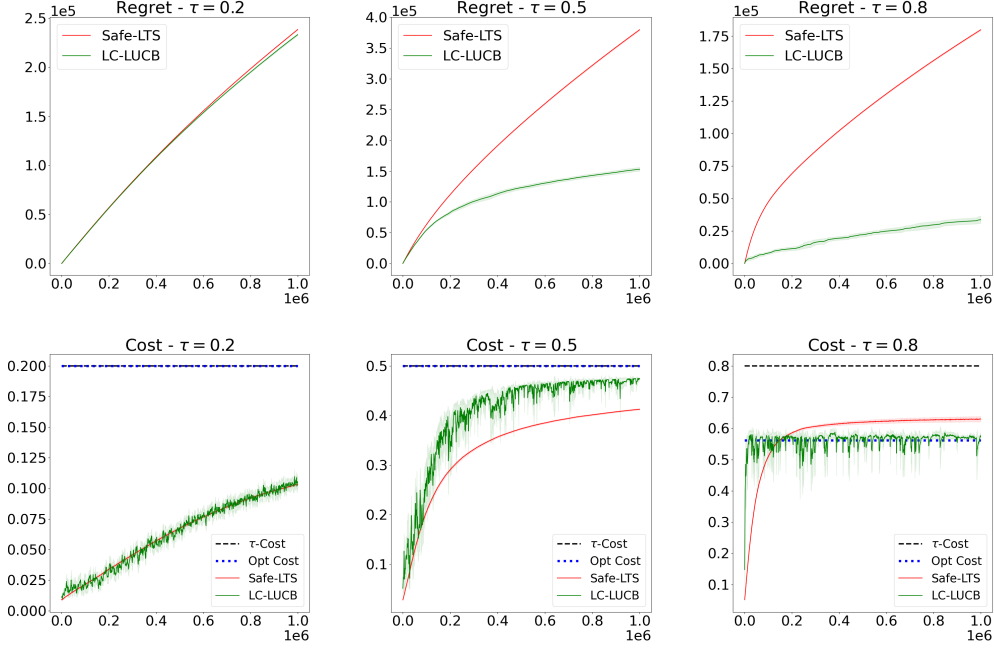 Regret - τ = 0.2
1e5
2.5
2.0
1.5
1.0
0.5
0.0
Safe-LTS
LC-LUCB
0.0 0.2 0.4 0.6 0.8 1.0
1e6
Regret - τ = 0.5
1e5
4.0
3.5
3.0
2.5
2.0
1.5
1.0
0.5
0.0
Safe-LTS
LC-LUCB
0.0 0.2 0.4 0.6 0.8 1.0
1e6
Regret - τ = 0.8
1e5
1.75
1.50
1.25
1.00
0.75
0.50
0.25
0.00
Safe-LTS
LC-LUCB
0.0 0.2 0.4 0.6 0.8 1.0
1e6
Cost - τ = 0.2
0.200
0.175
0.150
0.125
0.100
0.075
0.050
0.025
0.000
τ-Cost
Opt Cost
Safe-LTS
LC-LUCB
0.0 0.2 0.4 0.6 0.8 1.0
1e6
Cost - τ = 0.5
0.5
0.4
0.3
0.2
0.1
τ-Cost
Opt Cost
Safe-LTS
LC-LUCB
0.0 0.2 0.4 0.6 0.8 1.0
1e6
Cost - τ = 0.8
0.8
0.7
0.6
0.5
0.4
0.3
0.2
0.1
τ-Cost
Opt Cost
Safe-LTS
LC-LUCB
0.0 0.2 0.4 0.6 0.8 1.0
1e6